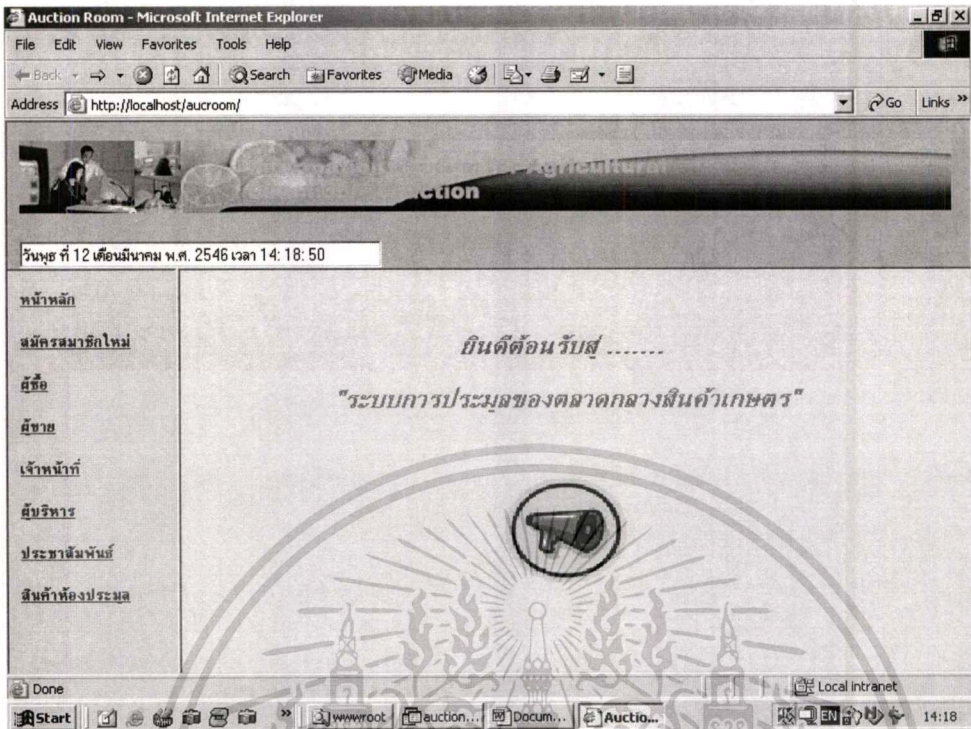 Auction Room - Microsoft Internet Explorer
File Edit View Favorites Tools Help
Back Search Favorites Media
Address http://localhost/aucroom/ Go Links »
Agricultural
วันพุธ ที่ 12 เดือนมีนาคม พ.ศ. 2546 เวลา 14: 18: 50
หน้าหลัก
สมัครสมาชิกใหม่
ผู้ซื้อ
ผู้ขาย
เจ้าหน้าที่
ผู้บริหาร
ประชาสัมพันธ์
สินค้าห้องประมูล
ยินดีต้อนรับสู่ .......
"ระบบการประมูลของตลาดกลางสินค้าเกษตร"
Done Local intranet
Start » wwwroot auction... Docum... Auctio... EN 14:18